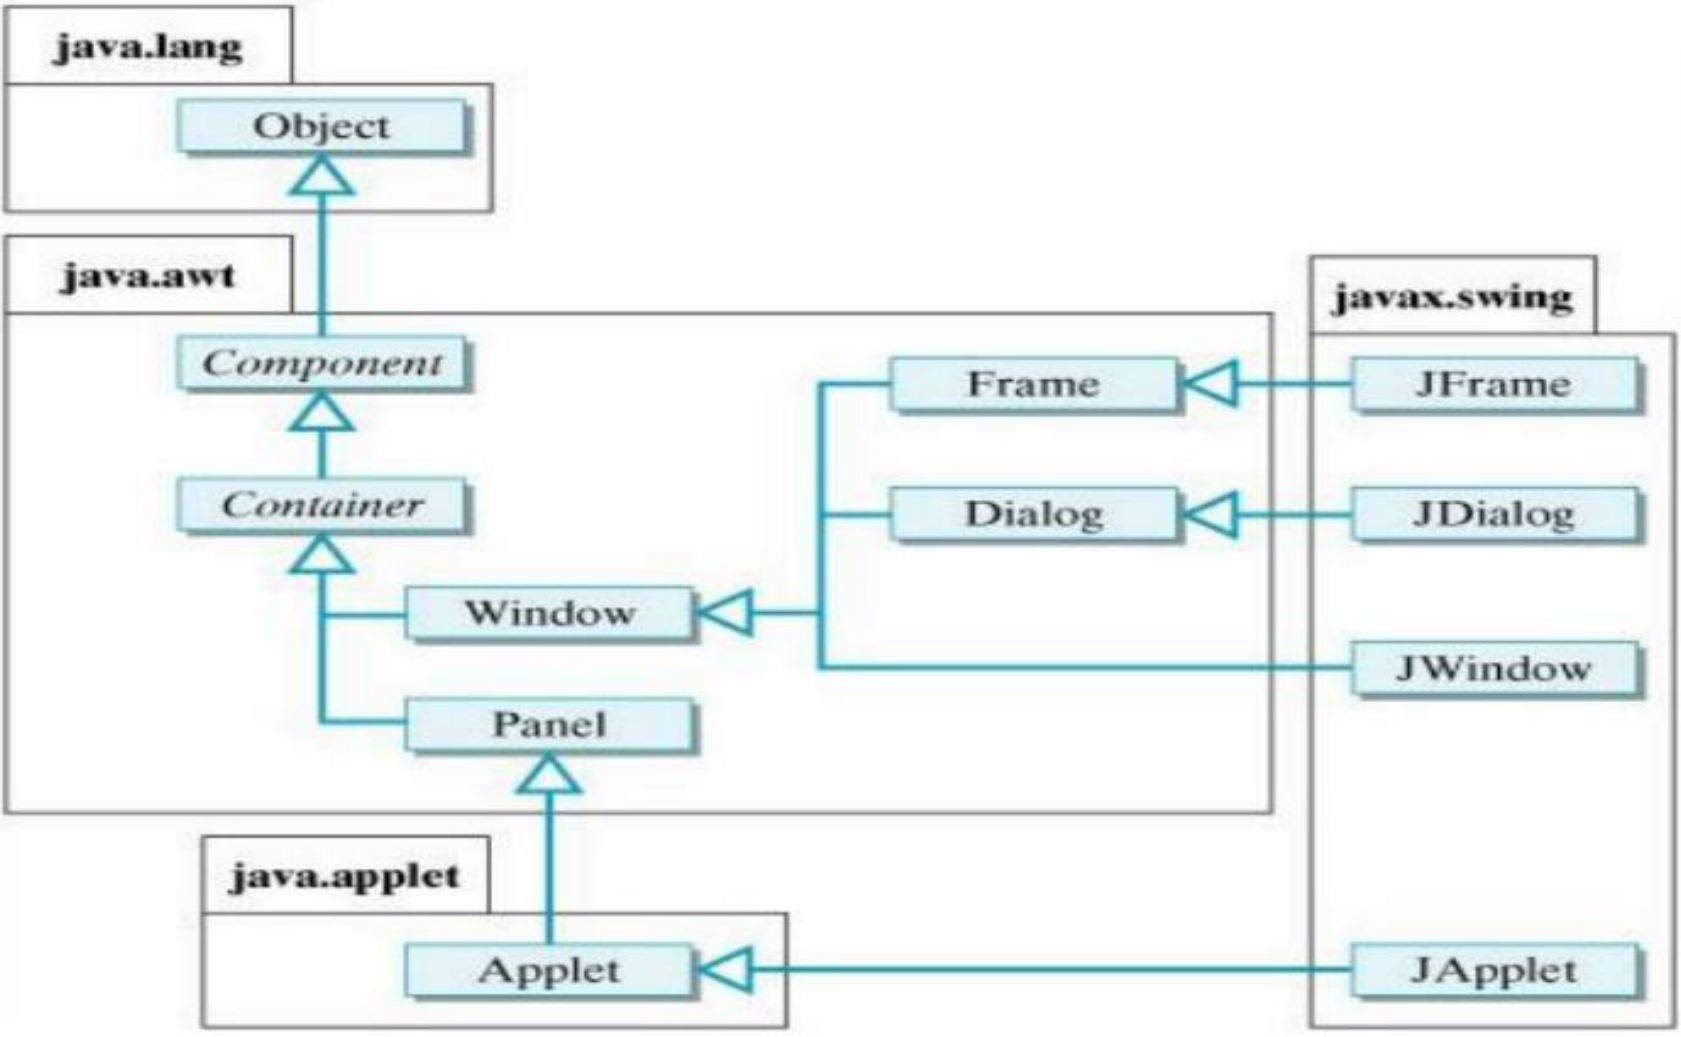 java.lang
Object
java.awt
javax.swing
Component
Frame
JFrame
Container
Dialog
JDialog
Window
JWindow
Panel
java.applet
Applet
JApplet